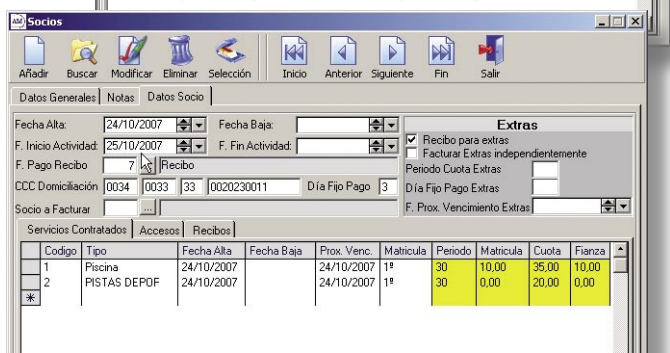 Socios
Añadir Buscar Modificar Eliminar Selección Inicio Anterior Siguiente Fin Salir
Datos Generales Notas Datos Socio
Fecha Alta: 24/10/2007 Fecha Baja: Extras
F. Inicio Actividad: 25/10/2007 F. Fin Actividad: Recibo para extras
Facturar Extras independientemente
F. Pago Recibo 7 ... Recibo Periodo Cuota Extras
CCC Domiciliación 0034 0033 33 0020230011 Día Fijo Pago 3 Día Fijo Pago Extras
Socio a Facturar ... F. Prox. Vencimiento Extras
Servicios Contratados Accesos Recibos
Codigo Tipo Fecha Alta Fecha Baja Prox. Venc. Matricula Periodo Matricula Cuota Fianza
1 Piscina 24/10/2007 24/10/2007 1ª 30 10,00 35,00 10,00
2 PISTAS DEPOF 24/10/2007 24/10/2007 1ª 30 0,00 20,00 0,00
*